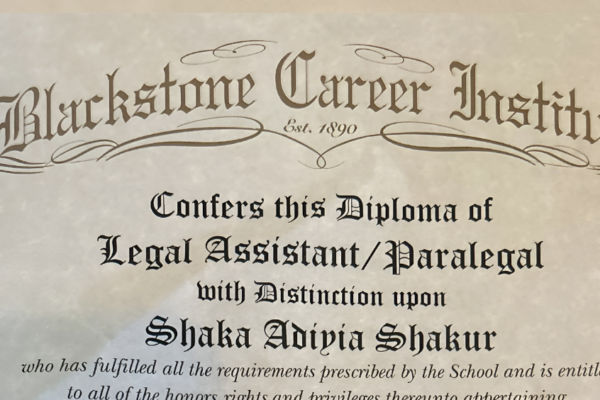 Blackstone Career Institu
Est. 1890
Confers this Diploma of
Legal Assistant/Paralegal
with Distinction upon
Shaka Adiyia Shakur
who has fulfilled all the requirements prescribed by the School and is entitle
to all of the honors rights and privileges thereunto appertaining